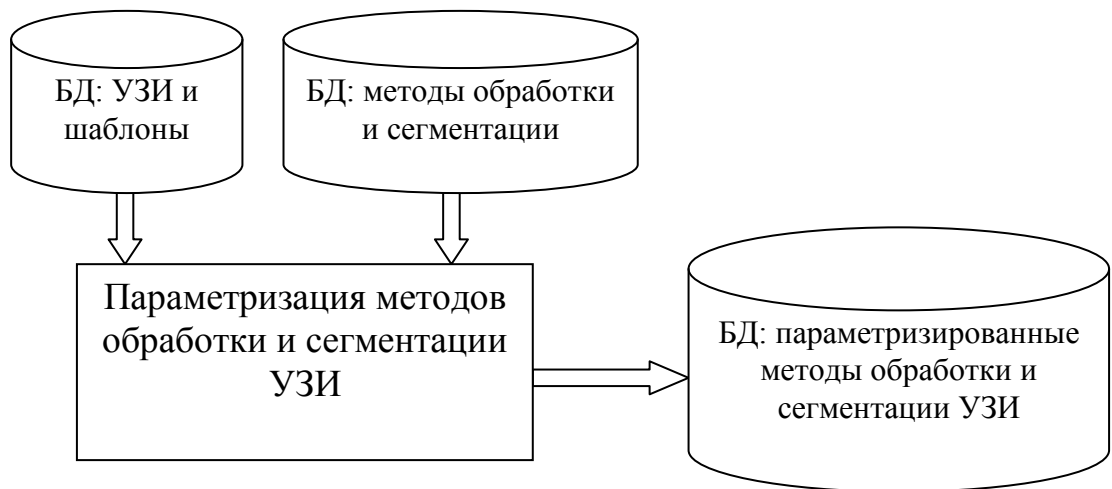 БД: УЗИ и
шаблоны
БД: методы обработки
и сегментации
Параметризация методов
обработки и сегментации
УЗИ
БД: параметризированные
методы обработки и
сегментации УЗИ